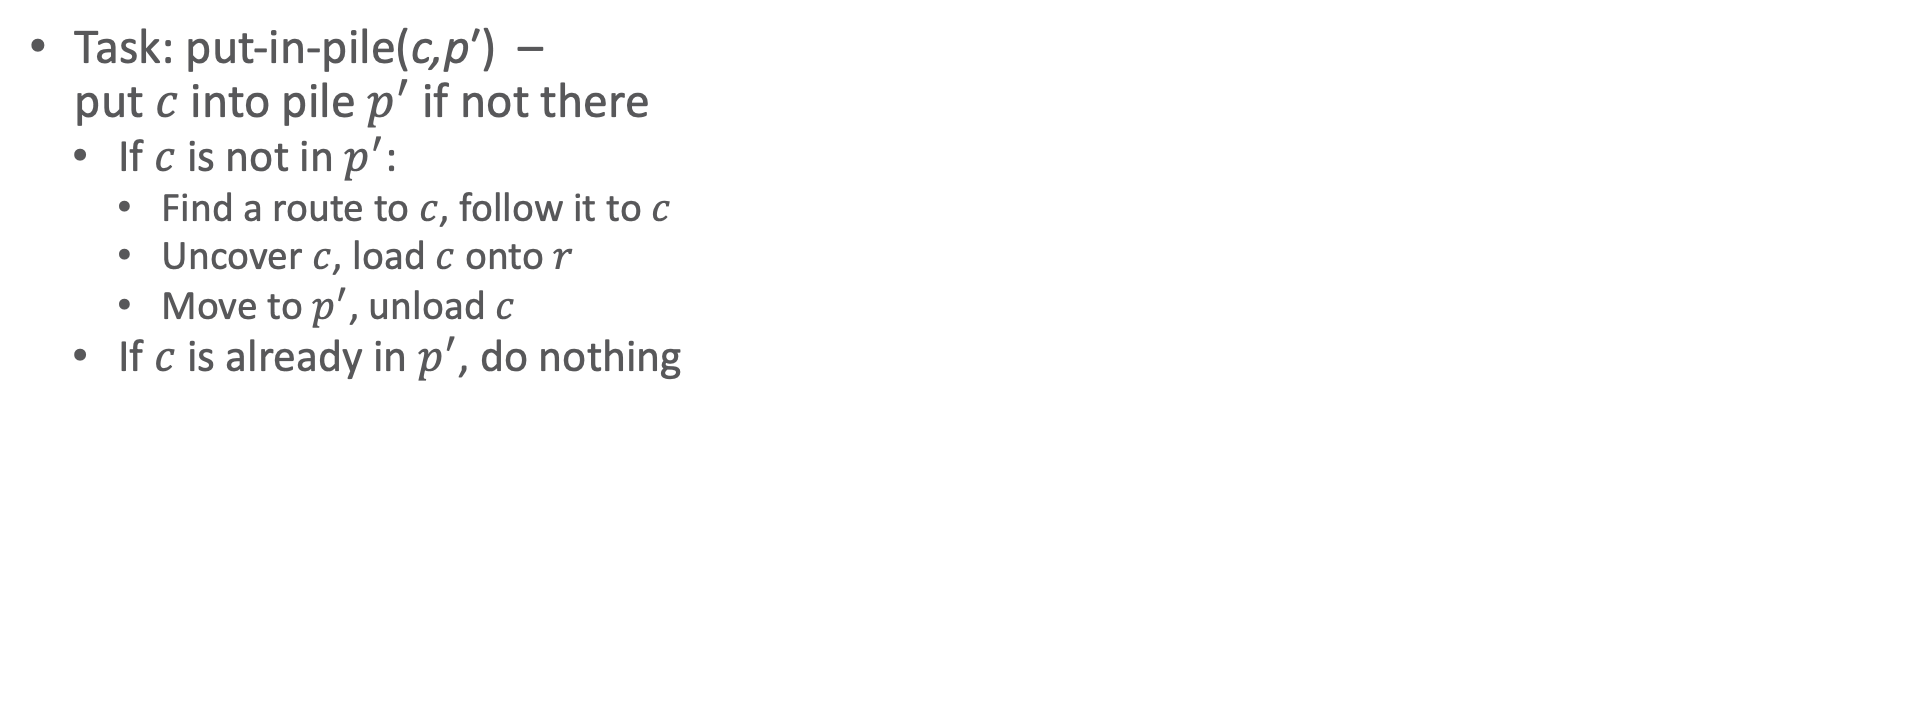 • Task: put-in-pile(c,p′) –
put c into pile p′ if not there
• If c is not in p′:
• Find a route to c, follow it to c
• Uncover c, load c onto r
• Move to p′, unload c
• If c is already in p′, do nothing